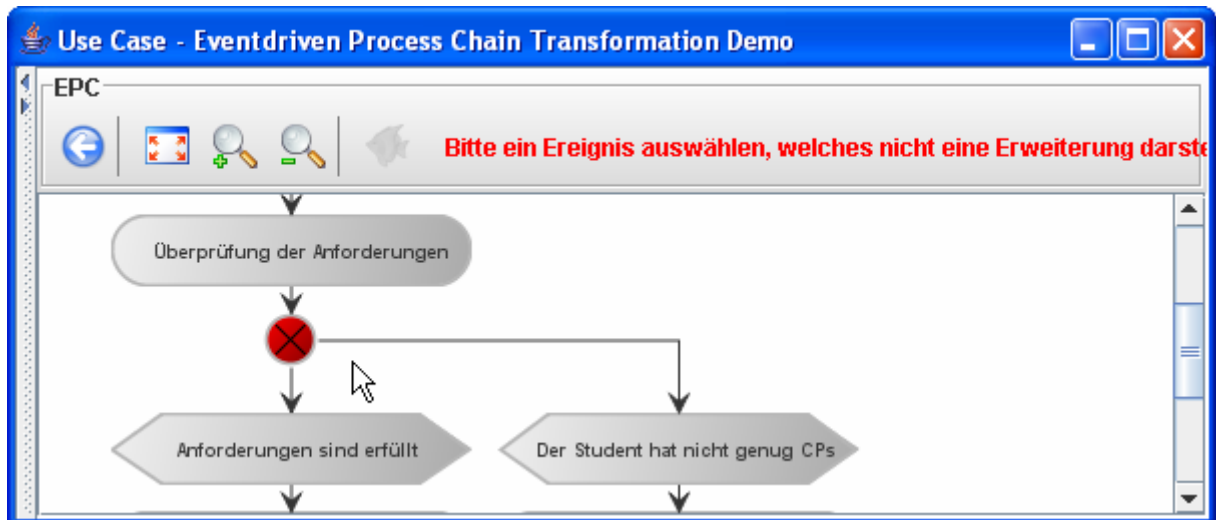 Use Case - Eventdriven Process Chain Transformation Demo
EPC
Bitte ein Ereignis auswählen, welches nicht eine Erweiterung darste
Überprüfung der Anforderungen
Anforderungen sind erfüllt
Der Student hat nicht genug CPs